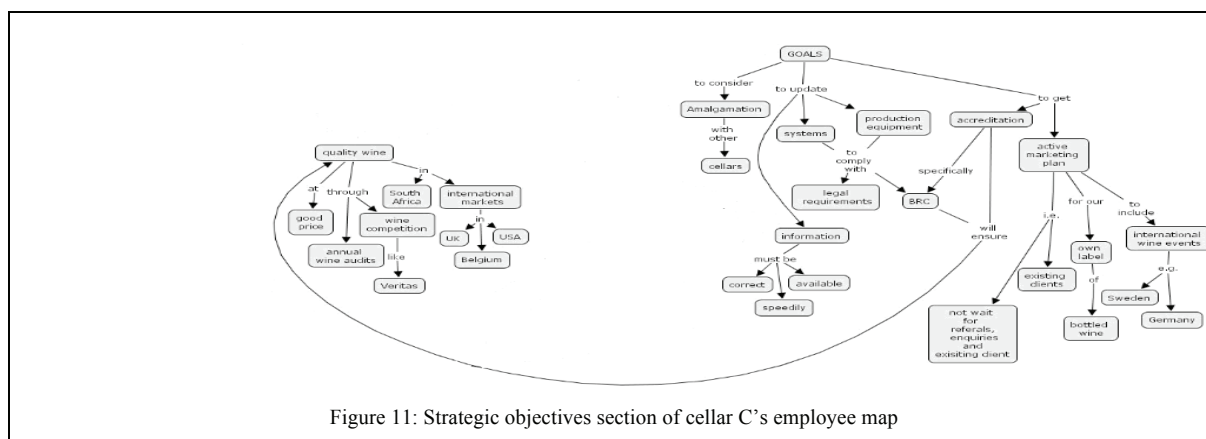 GOALS
to consider
to update
to get
Amalgamation
with
other
cellars
systems
production
equipment
to
comply
with
legal
requirements
accreditation
specifically
BRC
will
ensure
active
marketing
plan
i.e.
for our
to
include
not wait
for
referals,
enquiries
and
exisiting client
existing
clients
own
label
of
bottled
wine
international
wine events
e.g.
Sweden
Germany
information
must be
correct
available
speedily
quality wine
at
good
price
through
annual
wine audits
wine
competition
like
Veritas
in
South
Africa
international
markets
in
UK
USA
Belgium
Figure 11: Strategic objectives section of cellar C’s employee map